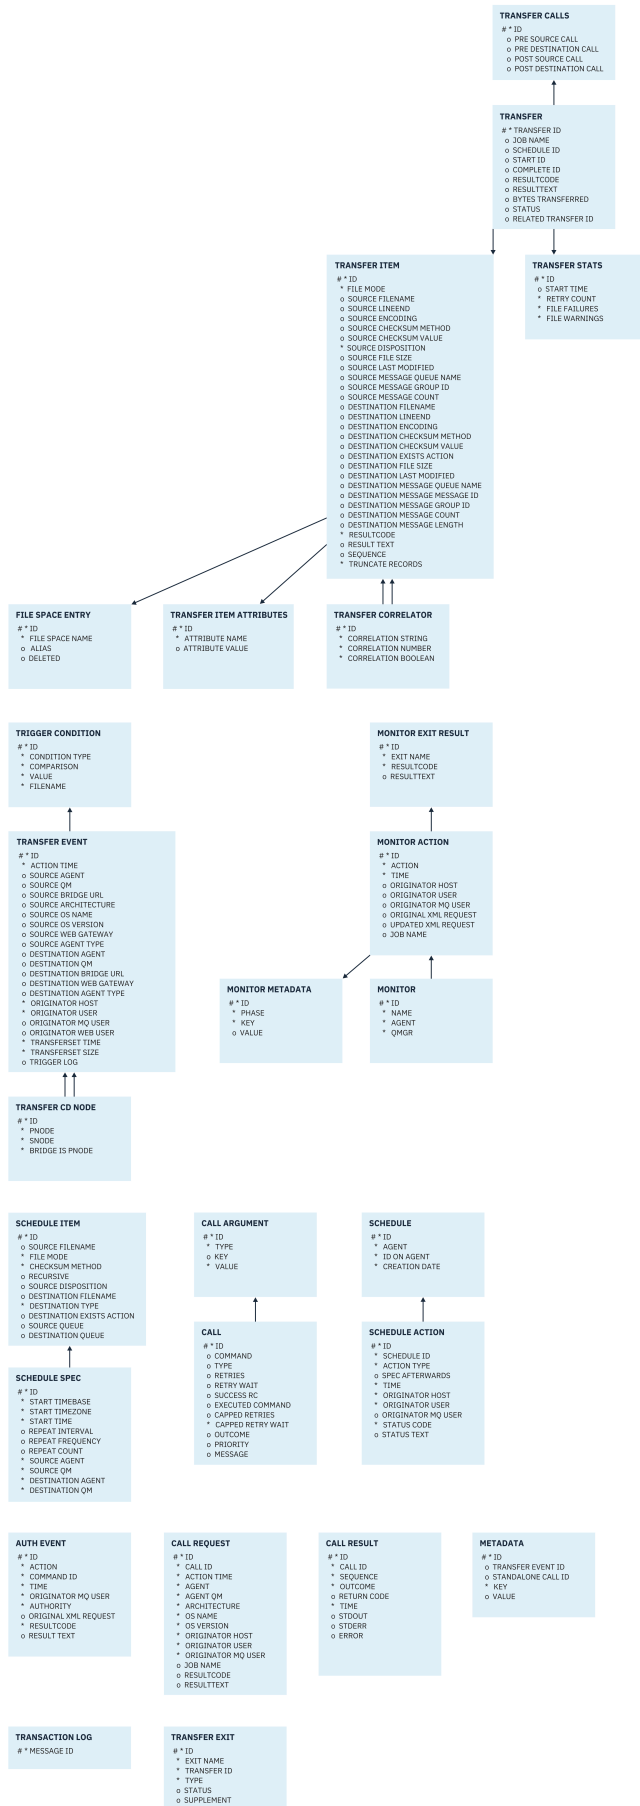 TRANSFER CALLS
# * ID
o PRE SOURCE CALL
o PRE DESTINATION CALL
o POST SOURCE CALL
o POST DESTINATION CALL
TRANSFER
# * TRANSFER ID
o JOB NAME
o SCHEDULE ID
o START ID
o COMPLETE ID
o RESULTCODE
o RESULTTEXT
o BYTES TRANSFERRED
o STATUS
o RELATED TRANSFER ID
TRANSFER ITEM
# * ID
* FILE MODE
o SOURCE FILENAME
o SOURCE LINEEND
o SOURCE ENCODING
o SOURCE CHECKSUM METHOD
o SOURCE CHECKSUM VALUE
* SOURCE DISPOSITION
o SOURCE FILE SIZE
o SOURCE LAST MODIFIED
o SOURCE MESSAGE QUEUE NAME
o SOURCE MESSAGE GROUP ID
o SOURCE MESSAGE COUNT
o DESTINATION FILENAME
o DESTINATION LINEEND
o DESTINATION ENCODING
o DESTINATION CHECKSUM METHOD
o DESTINATION CHECKSUM VALUE
o DESTINATION EXISTS ACTION
o DESTINATION FILE SIZE
o DESTINATION LAST MODIFIED
o DESTINATION MESSAGE QUEUE NAME
o DESTINATION MESSAGE MESSAGE ID
o DESTINATION MESSAGE GROUP ID
o DESTINATION MESSAGE COUNT
o DESTINATION MESSAGE LENGTH
* RESULTCODE
o RESULT TEXT
o SEQUENCE
* TRUNCATE RECORDS
TRANSFER STATS
# * ID
o START TIME
* RETRY COUNT
* FILE FAILURES
* FILE WARNINGS
FILE SPACE ENTRY
# * ID
* FILE SPACE NAME
o ALIAS
o DELETED
TRANSFER ITEM ATTRIBUTES
# * ID
* ATTRIBUTE NAME
o ATTRIBUTE VALUE
TRANSFER CORRELATOR
# * ID
* CORRELATION STRING
* CORRELATION NUMBER
* CORRELATION BOOLEAN
TRIGGER CONDITION
# * ID
* CONDITION TYPE
* COMPARISON
* VALUE
* FILENAME
MONITOR EXIT RESULT
# * ID
* EXIT NAME
* RESULTCODE
o RESULTTEXT
TRANSFER EVENT
# * ID
* ACTION TIME
o SOURCE AGENT
o SOURCE QM
o SOURCE BRIDGE URL
o SOURCE ARCHITECTURE
o SOURCE OS NAME
o SOURCE OS VERSION
o SOURCE WEB GATEWAY
o SOURCE AGENT TYPE
o DESTINATION AGENT
o DESTINATION QM
o DESTINATION BRIDGE URL
o DESTINATION WEB GATEWAY
o DESTINATION AGENT TYPE
* ORIGINATOR HOST
* ORIGINATOR USER
o ORIGINATOR MQ USER
o ORIGINATOR WEB USER
* TRANSFERSET TIME
* TRANSFERSET SIZE
o TRIGGER LOG
MONITOR ACTION
# * ID
* ACTION
* TIME
o ORIGINATOR HOST
o ORIGINATOR USER
o ORIGINATOR MQ USER
o ORIGINAL XML REQUEST
o UPDATED XML REQUEST
o JOB NAME
MONITOR METADATA
# * ID
* PHASE
* KEY
o VALUE
MONITOR
# * ID
* NAME
* AGENT
* QMGR
TRANSFER CD NODE
# * ID
* PNODE
* SNODE
* BRIDGE IS PNODE
SCHEDULE ITEM
# * ID
o SOURCE FILENAME
* FILE MODE
* CHECKSUM METHOD
o RECURSIVE
o SOURCE DISPOSITION
o DESTINATION FILENAME
* DESTINATION TYPE
o DESTINATION EXISTS ACTION
o SOURCE QUEUE
o DESTINATION QUEUE
CALL ARGUMENT
# * ID
* TYPE
o KEY
* VALUE
SCHEDULE
# * ID
* AGENT
* ID ON AGENT
* CREATION DATE
SCHEDULE SPEC
# * ID
* START TIMEBASE
* START TIMEZONE
* START TIME
o REPEAT INTERVAL
o REPEAT FREQUENCY
o REPEAT COUNT
* SOURCE AGENT
* SOURCE QM
* DESTINATION AGENT
* DESTINATION QM
CALL
# * ID
o COMMAND
o TYPE
o RETRIES
o RETRY WAIT
o SUCCESS RC
o EXECUTED COMMAND
o CAPPED RETRIES
* CAPPED RETRY WAIT
o OUTCOME
o PRIORITY
o MESSAGE
SCHEDULE ACTION
# * ID
* SCHEDULE ID
* ACTION TYPE
o SPEC AFTERWARDS
* TIME
* ORIGINATOR HOST
* ORIGINATOR USER
o ORIGINATOR MQ USER
* STATUS CODE
o STATUS TEXT
AUTH EVENT
# * ID
* ACTION
* COMMAND ID
* TIME
* ORIGINATOR MQ USER
* AUTHORITY
o ORIGINAL XML REQUEST
* RESULTCODE
o RESULT TEXT
CALL REQUEST
# * ID
* CALL ID
* ACTION TIME
* AGENT
* AGENT QM
* ARCHITECTURE
* OS NAME
* OS VERSION
* ORIGINATOR HOST
* ORIGINATOR USER
* ORIGINATOR MQ USER
o JOB NAME
o RESULTCODE
o RESULTTEXT
CALL RESULT
# * ID
* CALL ID
* SEQUENCE
* OUTCOME
o RETURN CODE
* TIME
o STDOUT
o STDERR
o ERROR
METADATA
# * ID
o TRANSFER EVENT ID
o STANDALONE CALL ID
* KEY
o VALUE
TRANSACTION LOG
# * MESSAGE ID
TRANSFER EXIT
# * ID
* EXIT NAME
* TRANSFER ID
* TYPE
o STATUS
o SUPPLEMENT